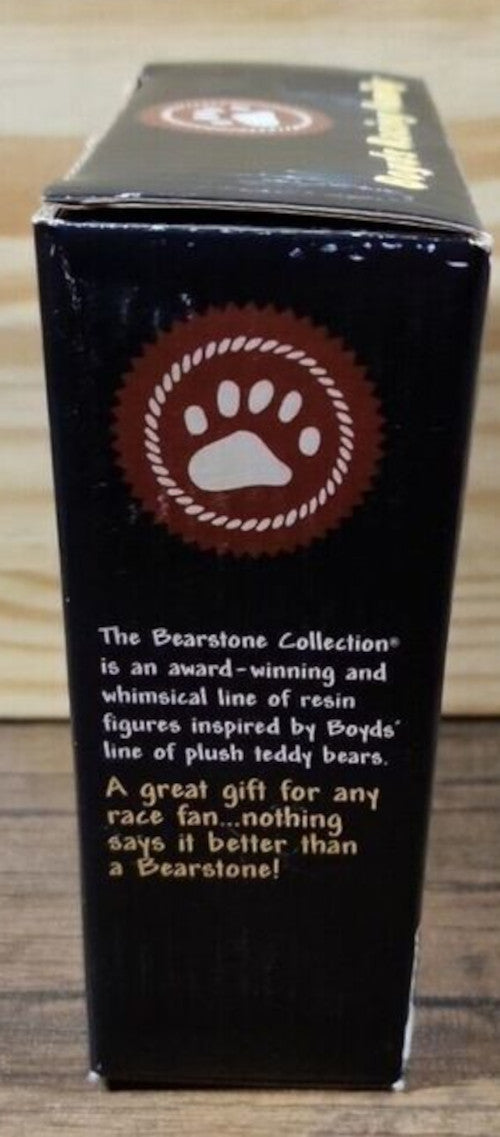 The Bearstone Collection®
is an award-winning and
whimsical line of resin
figures inspired by Boyds'
line of plush teddy bears.
A great gift for any
race fan...nothing
says it better than
a Bearstone!